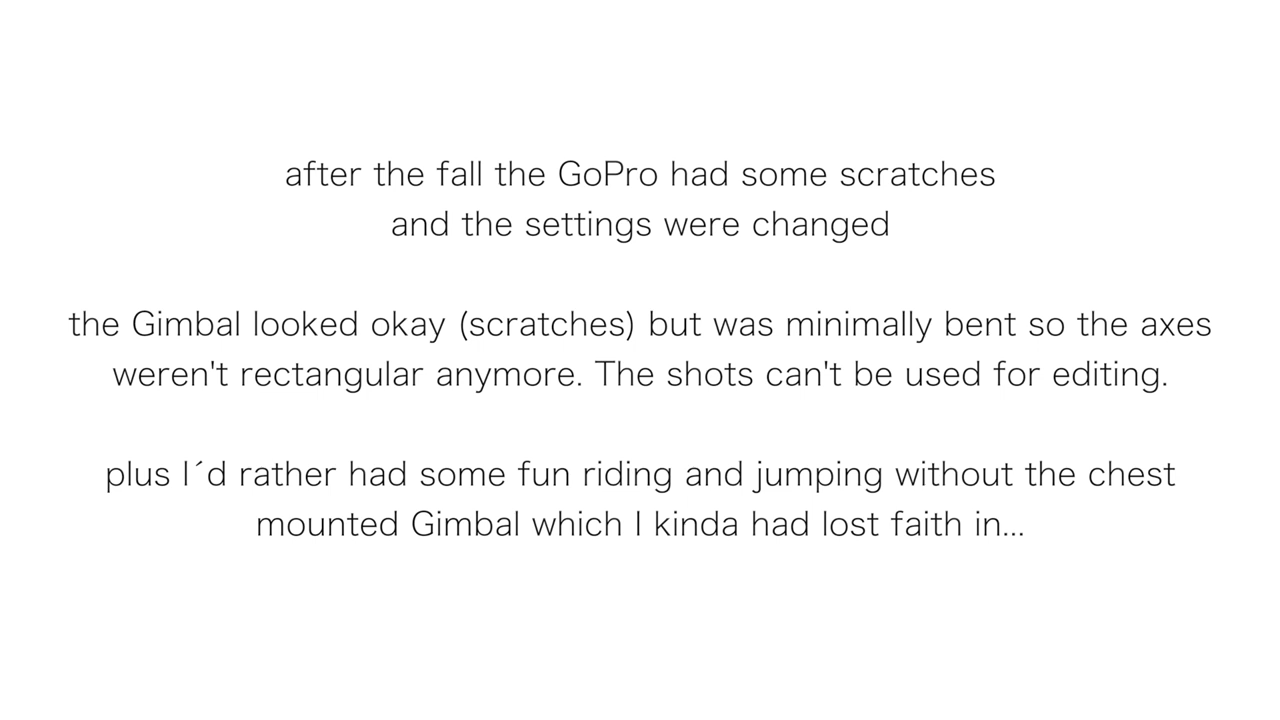 after the fall the GoPro had some scratches
and the settings were changed
the Gimbal looked okay (scratches) but was minimally bent so the axes
weren't rectangular anymore. The shots can't be used for editing.
plus I´d rather had some fun riding and jumping without the chest
mounted Gimbal which I kinda had lost faith in...